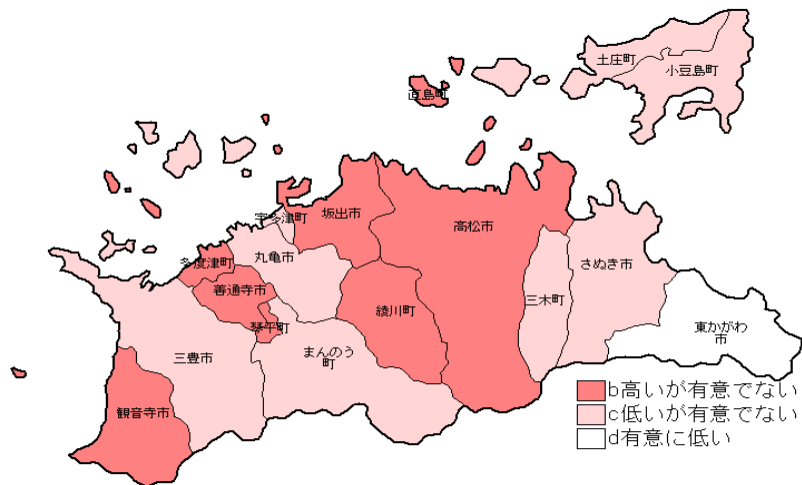 土庄町
小豆島町
直島町
宇多津町
坂出市
高松市
丸亀市
多度津町
さぬき市
善通寺市
三木町
綾川町
琴平町
東かがわ
市
三豊市
まんのう
町
観音寺市
b高いが有意でない
c低いが有意でない
d有意に低い